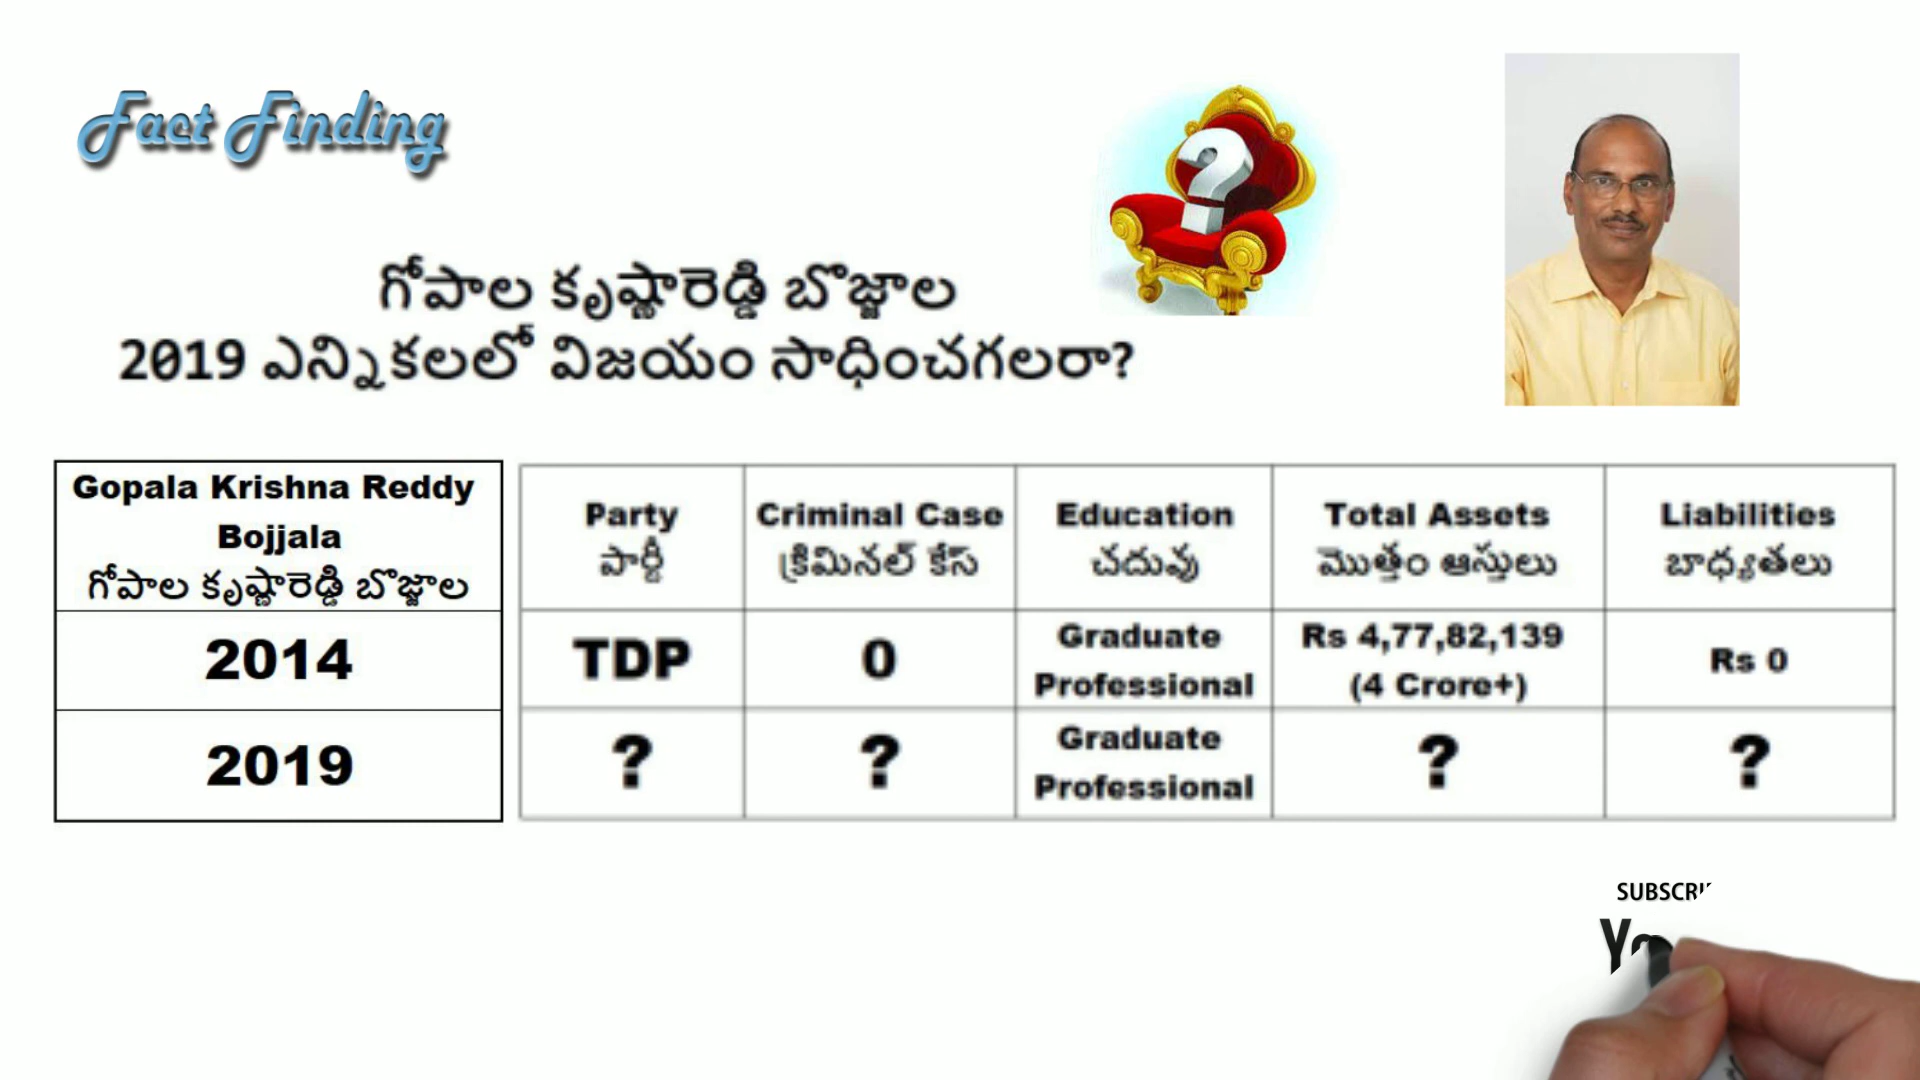 Fact Finding
గోపాల కృష్ణారెడ్డి బొజ్జాల
2019 ఎన్నికలలో విజయం సాధించగలరా?
Gopala Krishna Reddy
Bojjala
గోపాల కృష్ణారెడ్డి బొజ్జాల
Party
పార్టీ
Criminal Case
క్రిమినల్ కేస్
Education
చదువు
Total Assets
మొత్తం ఆస్తులు
Liabilities
బాధ్యతలు
2014
TDP
0
Graduate
Professional
Rs 4,77,82,139
(4 Crore+)
Rs 0
2019
?
?
Graduate
Professional
?
?